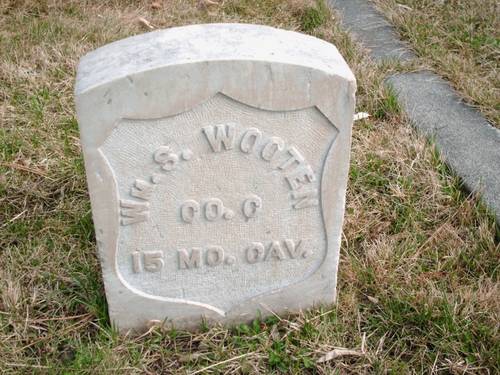 Wm. S. WOOTEN
CO. C
15 MO. CAV.